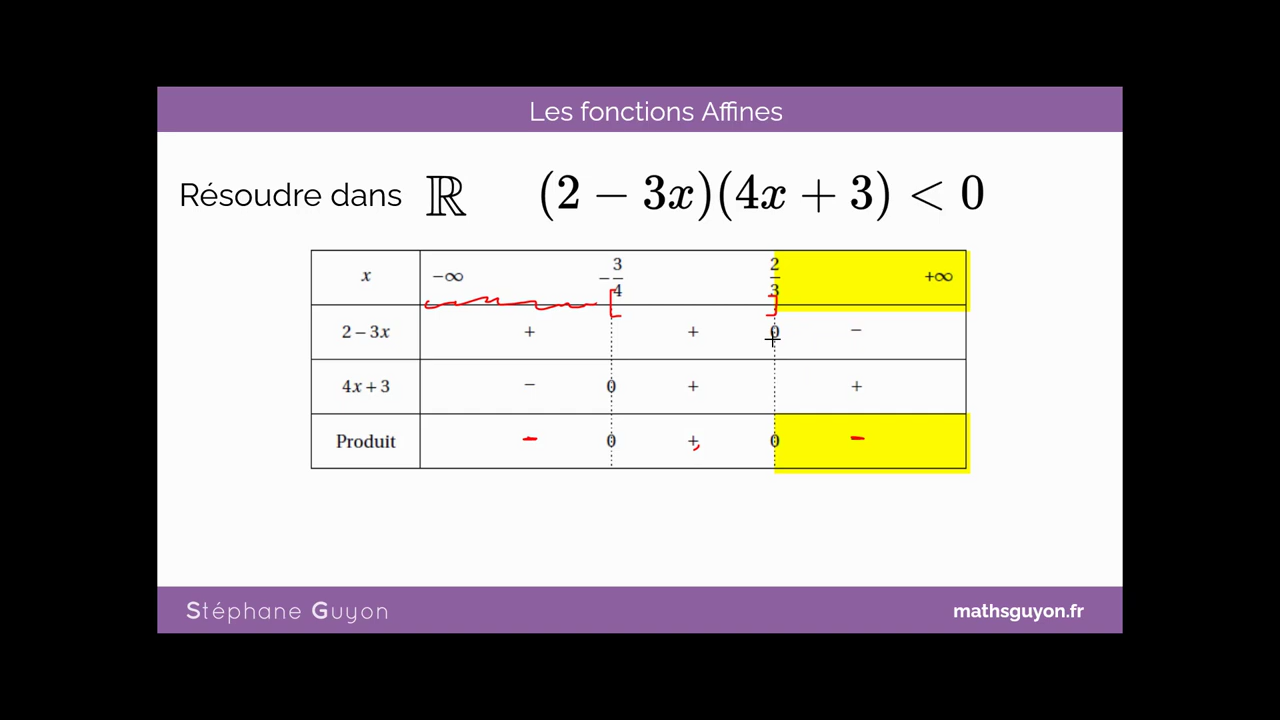 Les fonctions Affines
Résoudre dans ℝ (2 − 3x)(4x + 3) < 0
x −∞ −3/4 2/3 +∞
2 − 3x + + 0 −
4x + 3 − 0 + +
Produit − 0 + 0 −
Stéphane Guyon mathsguyon.fr